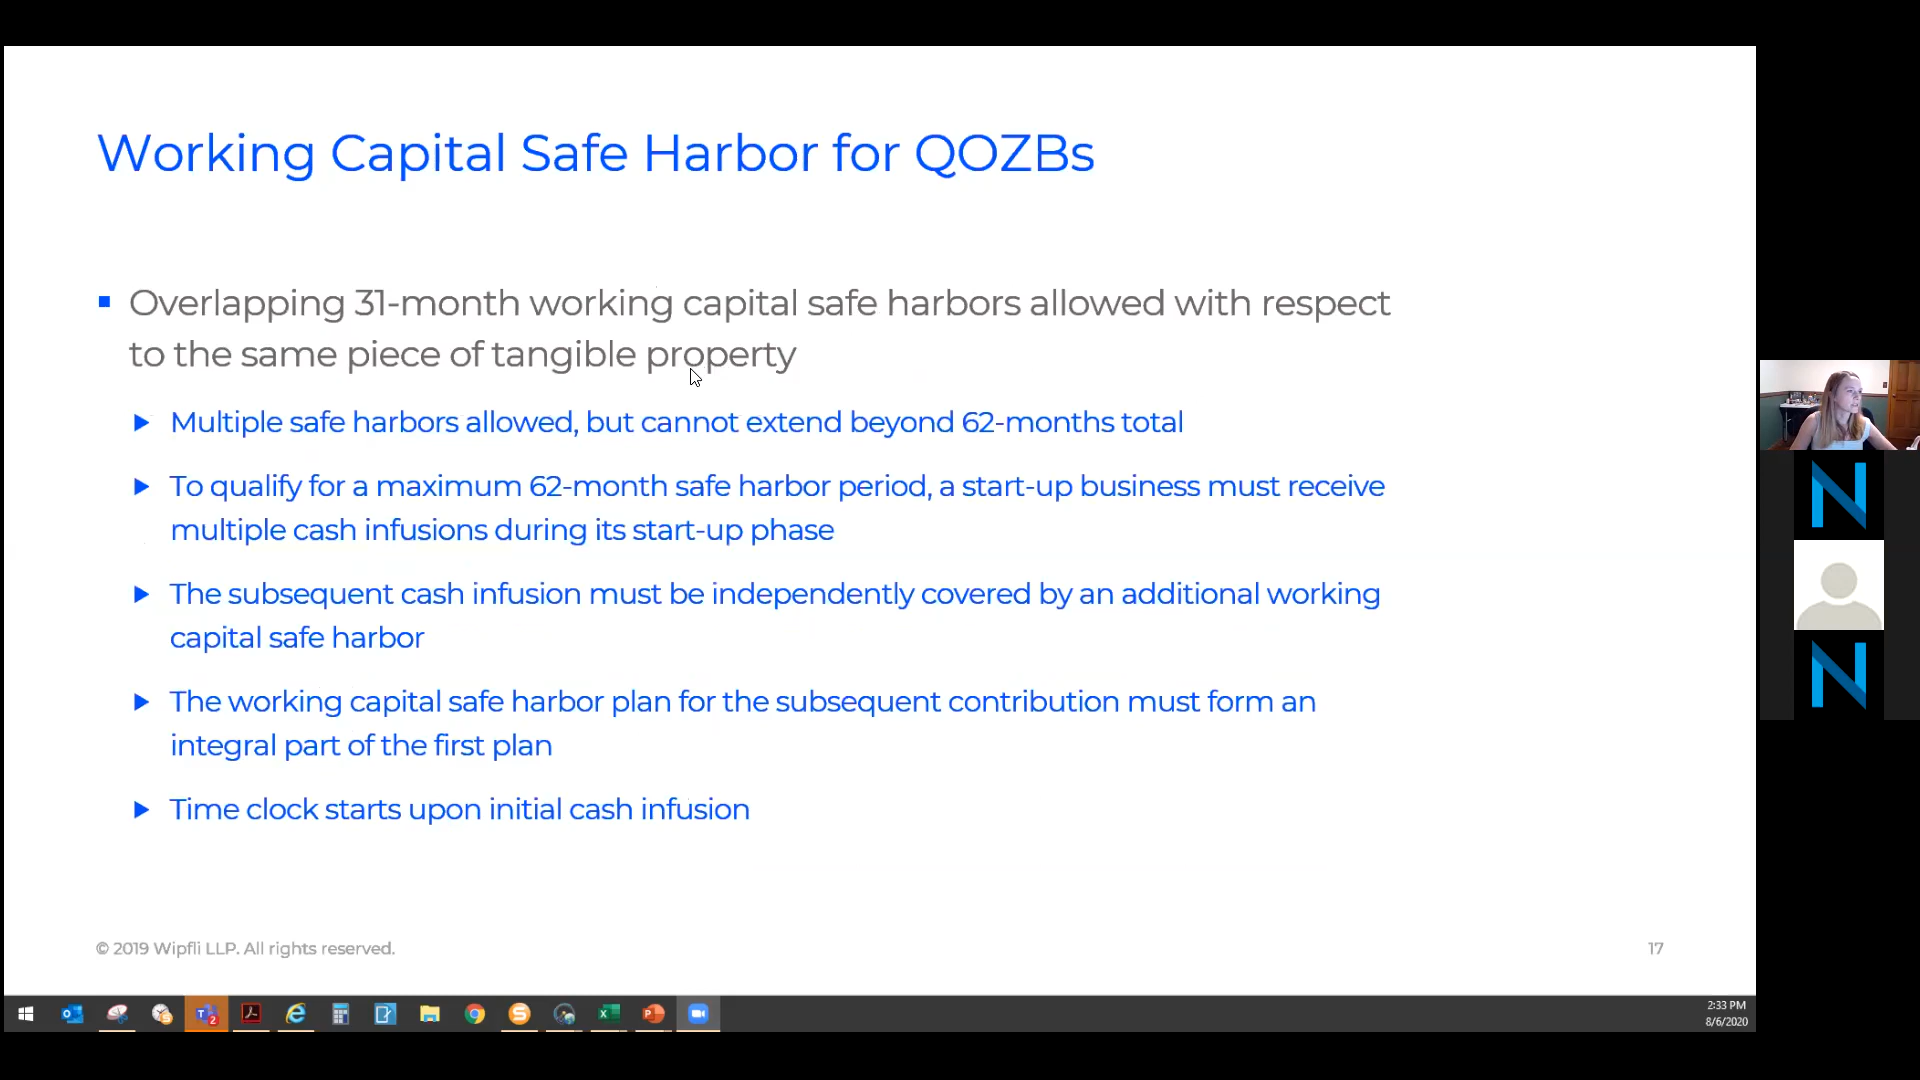 Working Capital Safe Harbor for QOZBs
Overlapping 31-month working capital safe harbors allowed with respect
to the same piece of tangible property
Multiple safe harbors allowed, but cannot extend beyond 62-months total
To qualify for a maximum 62-month safe harbor period, a start-up business must receive
multiple cash infusions during its start-up phase
The subsequent cash infusion must be independently covered by an additional working
capital safe harbor
The working capital safe harbor plan for the subsequent contribution must form an
integral part of the first plan
Time clock starts upon initial cash infusion
© 2019 Wipfli LLP. All rights reserved.
17
2:33 PM
8/6/2020